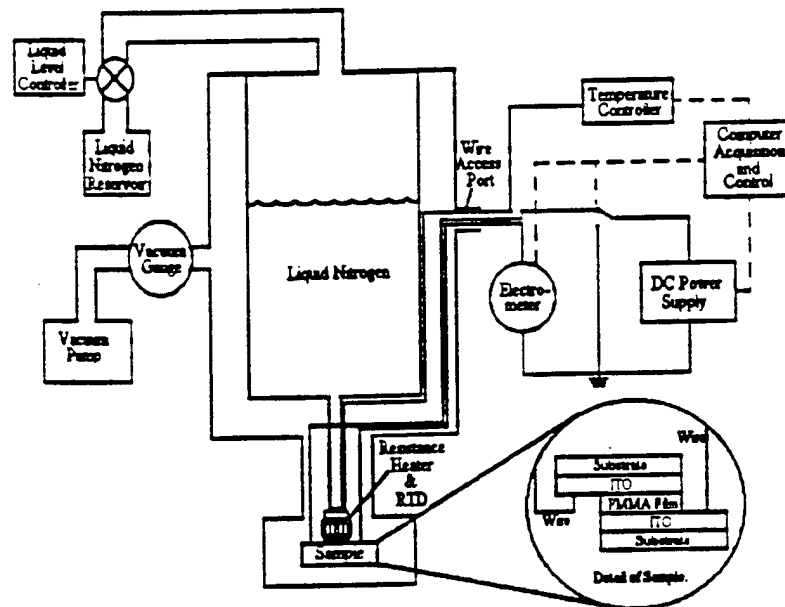 Liquid
Level
Controller
Liquid
Nitrogen
Reservoir
Vacuum
Gauge
Vacuum
Pump
Liquid Nitrogen
Wire
Access
Port
Temperature
Controller
Computer
Acquisition
and
Control
Electro-
meter
DC Power
Supply
Resistance
Heater
&
RTD
Sample
Wire
Substrate
ITO
PMMA Film
Wire
ITO
Substrate
Detail of Sample.